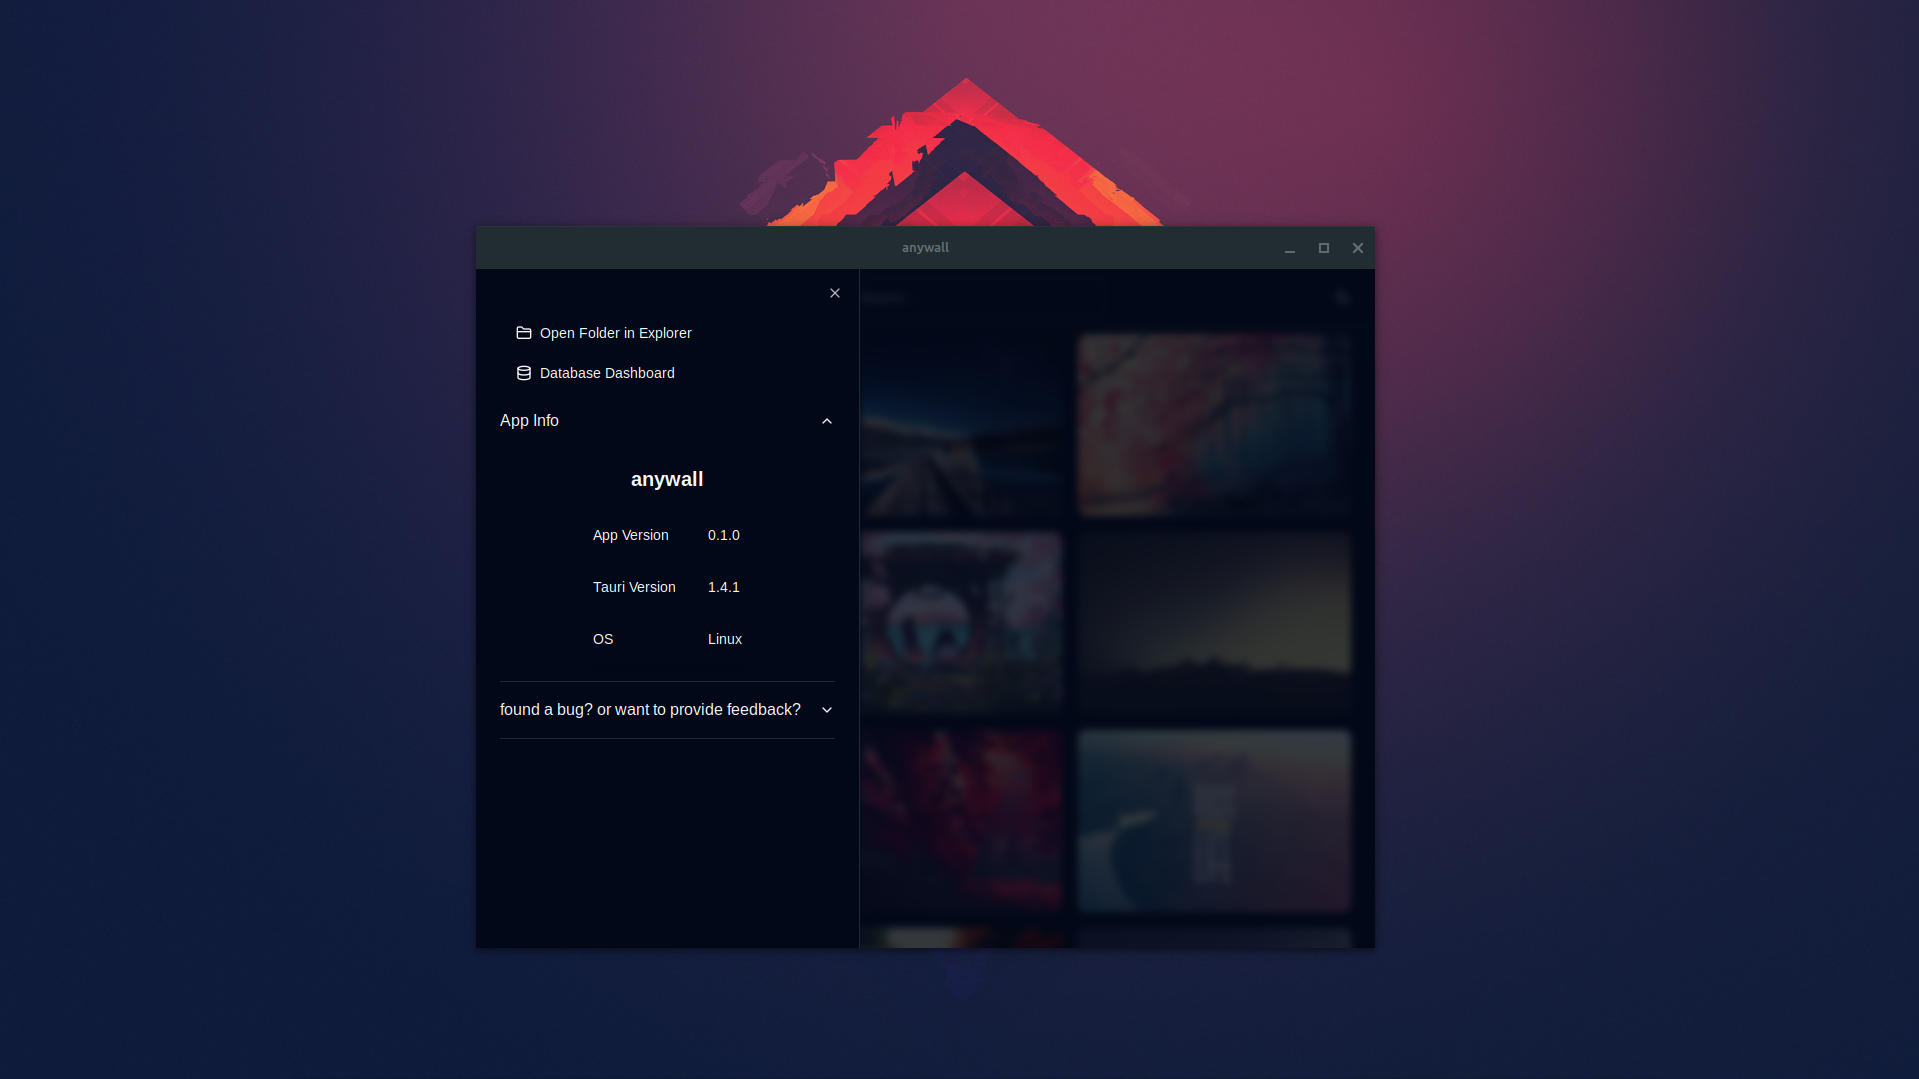 anywall
Open Folder in Explorer
Database Dashboard
App Info
anywall
App Version 0.1.0
Tauri Version 1.4.1
OS Linux
found a bug? or want to provide feedback?